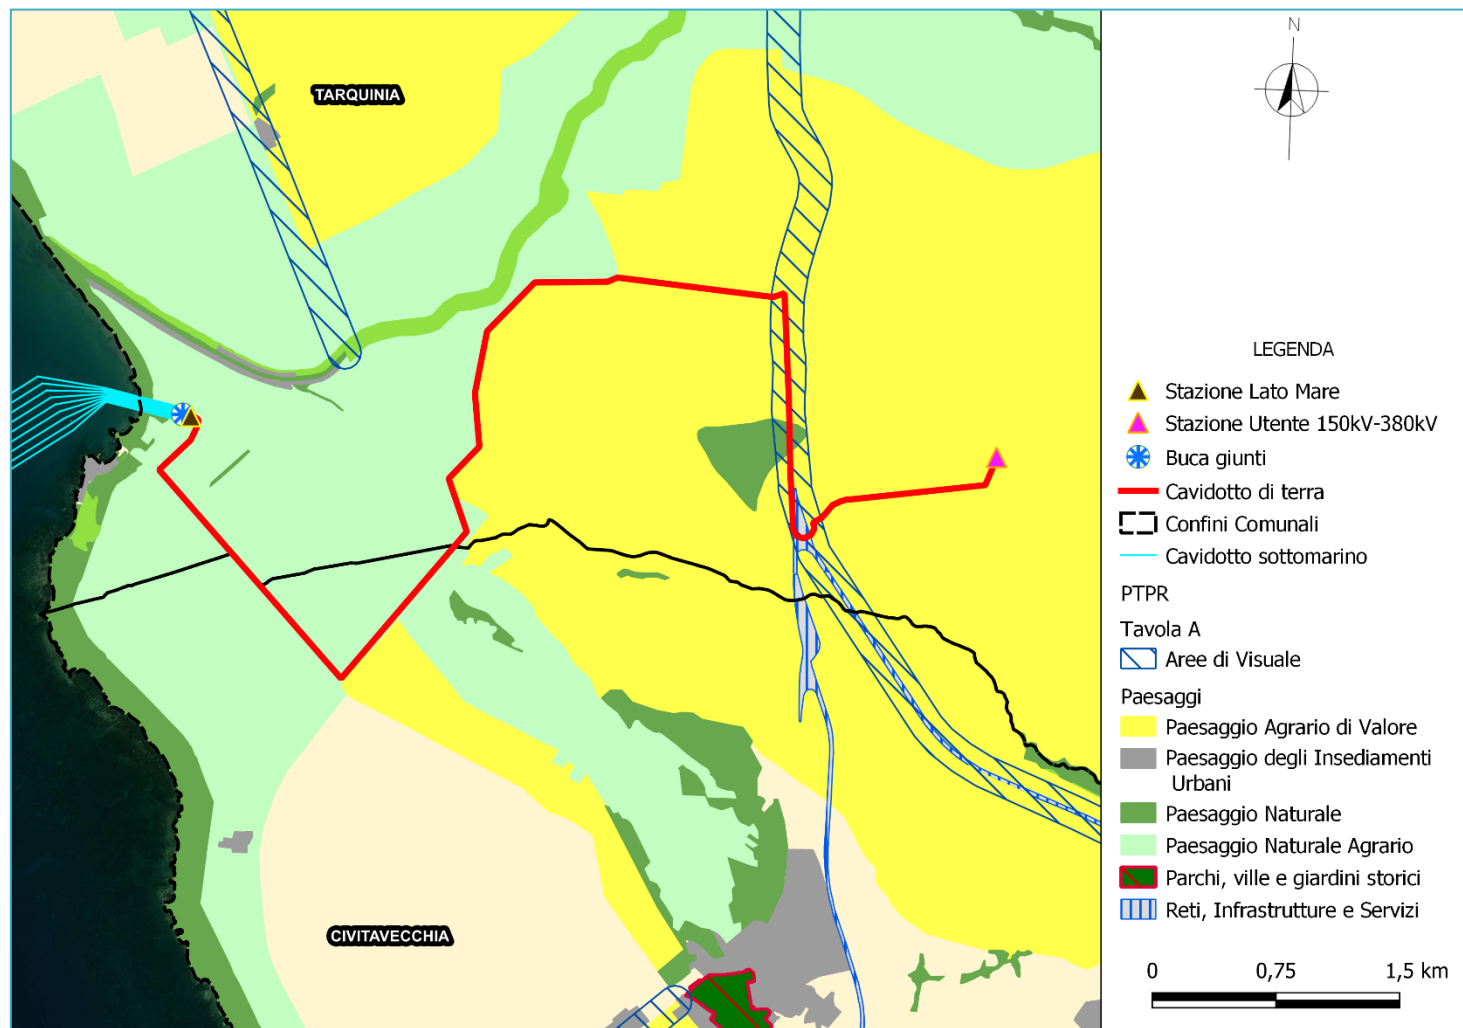 TARQUINIA
CIVITAVECCHIA
N
LEGENDA
Stazione Lato Mare
Stazione Utente 150kV-380kV
Buca giunti
Cavidotto di terra
Confini Comunali
Cavidotto sottomarino
PTPR
Tavola A
Aree di Visuale
Paesaggi
Paesaggio Agrario di Valore
Paesaggio degli Insediamenti
Urbani
Paesaggio Naturale
Paesaggio Naturale Agrario
Parchi, ville e giardini storici
Reti, Infrastrutture e Servizi
0 0,75 1,5 km